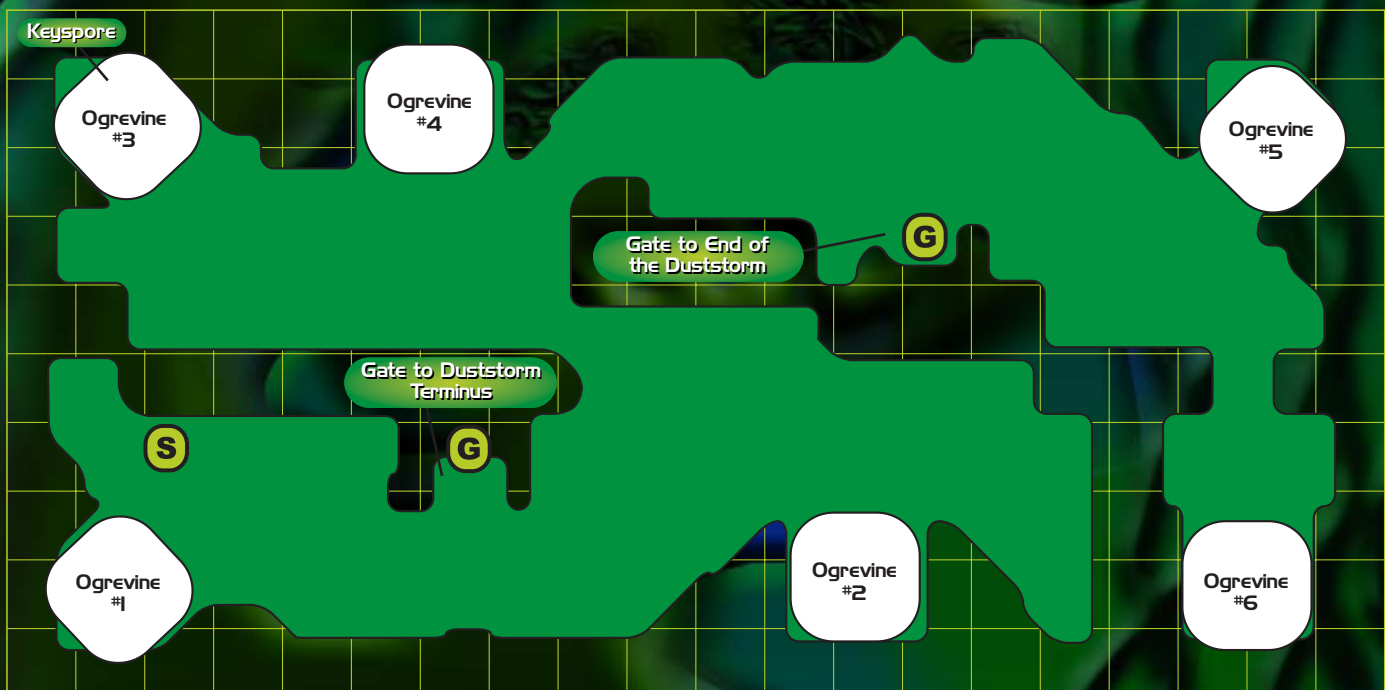 Keyspore
Ogrevine
#3
Ogrevine
#4
Ogrevine
#5
Gate to End of
the Duststorm
G
Gate to Duststorm
Terminus
S
G
Ogrevine
#1
Ogrevine
#2
Ogrevine
#6